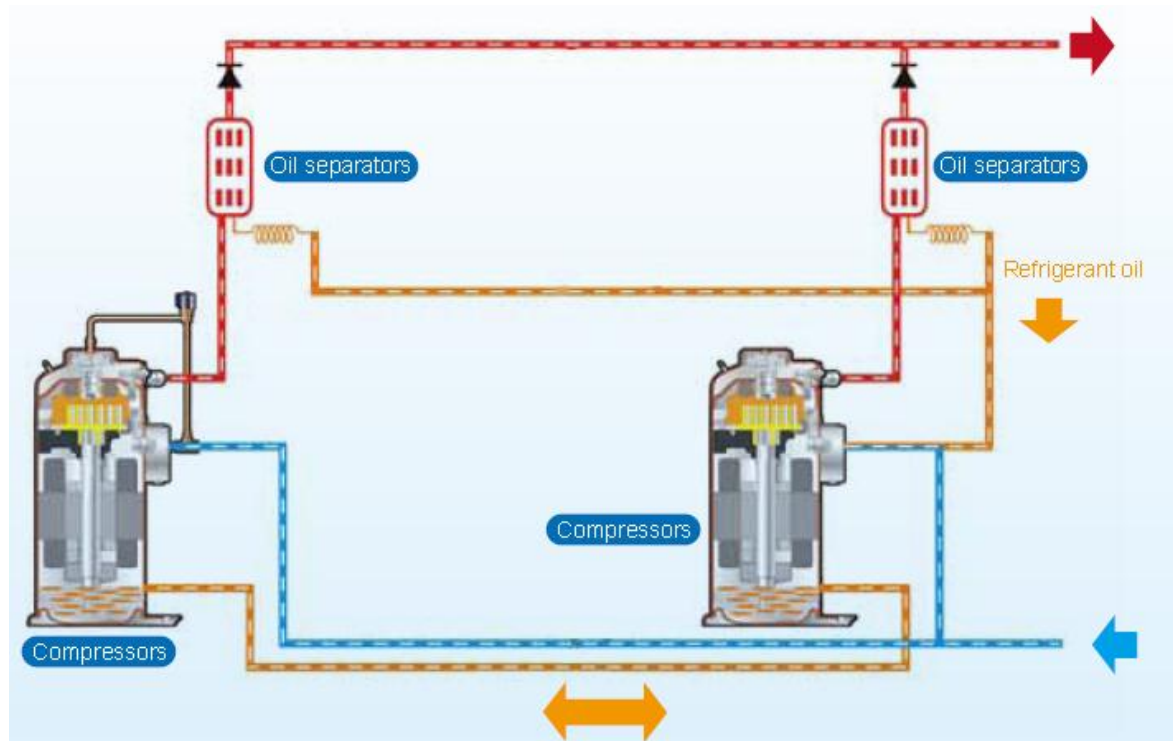 Oil separators
Oil separators
Refrigerant oil
Compressors
Compressors